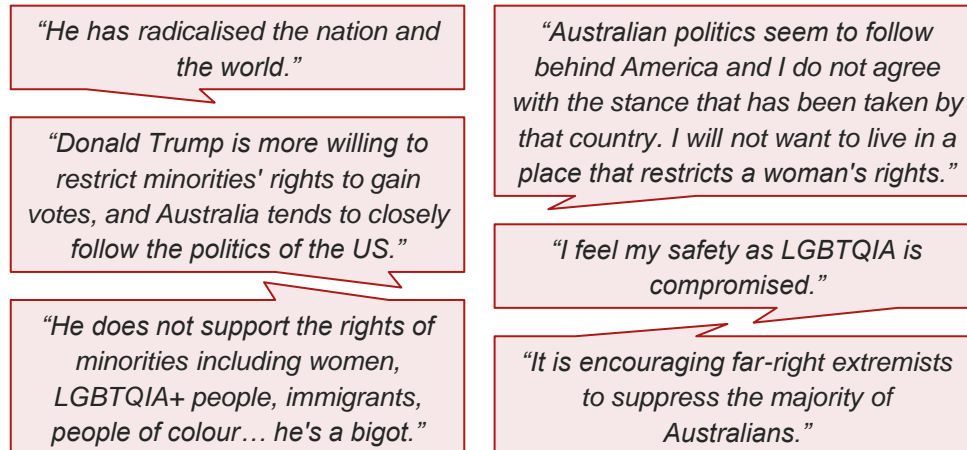 “He has radicalised the nation and
the world.”
“Donald Trump is more willing to
restrict minorities' rights to gain
votes, and Australia tends to closely
follow the politics of the US.”
“He does not support the rights of
minorities including women,
LGBTQIA+ people, immigrants,
people of colour… he's a bigot.”
“Australian politics seem to follow
behind America and I do not agree
with the stance that has been taken by
that country. I will not want to live in a
place that restricts a woman's rights.”
“I feel my safety as LGBTQIA is
compromised.”
“It is encouraging far-right extremists
to suppress the majority of
Australians.”